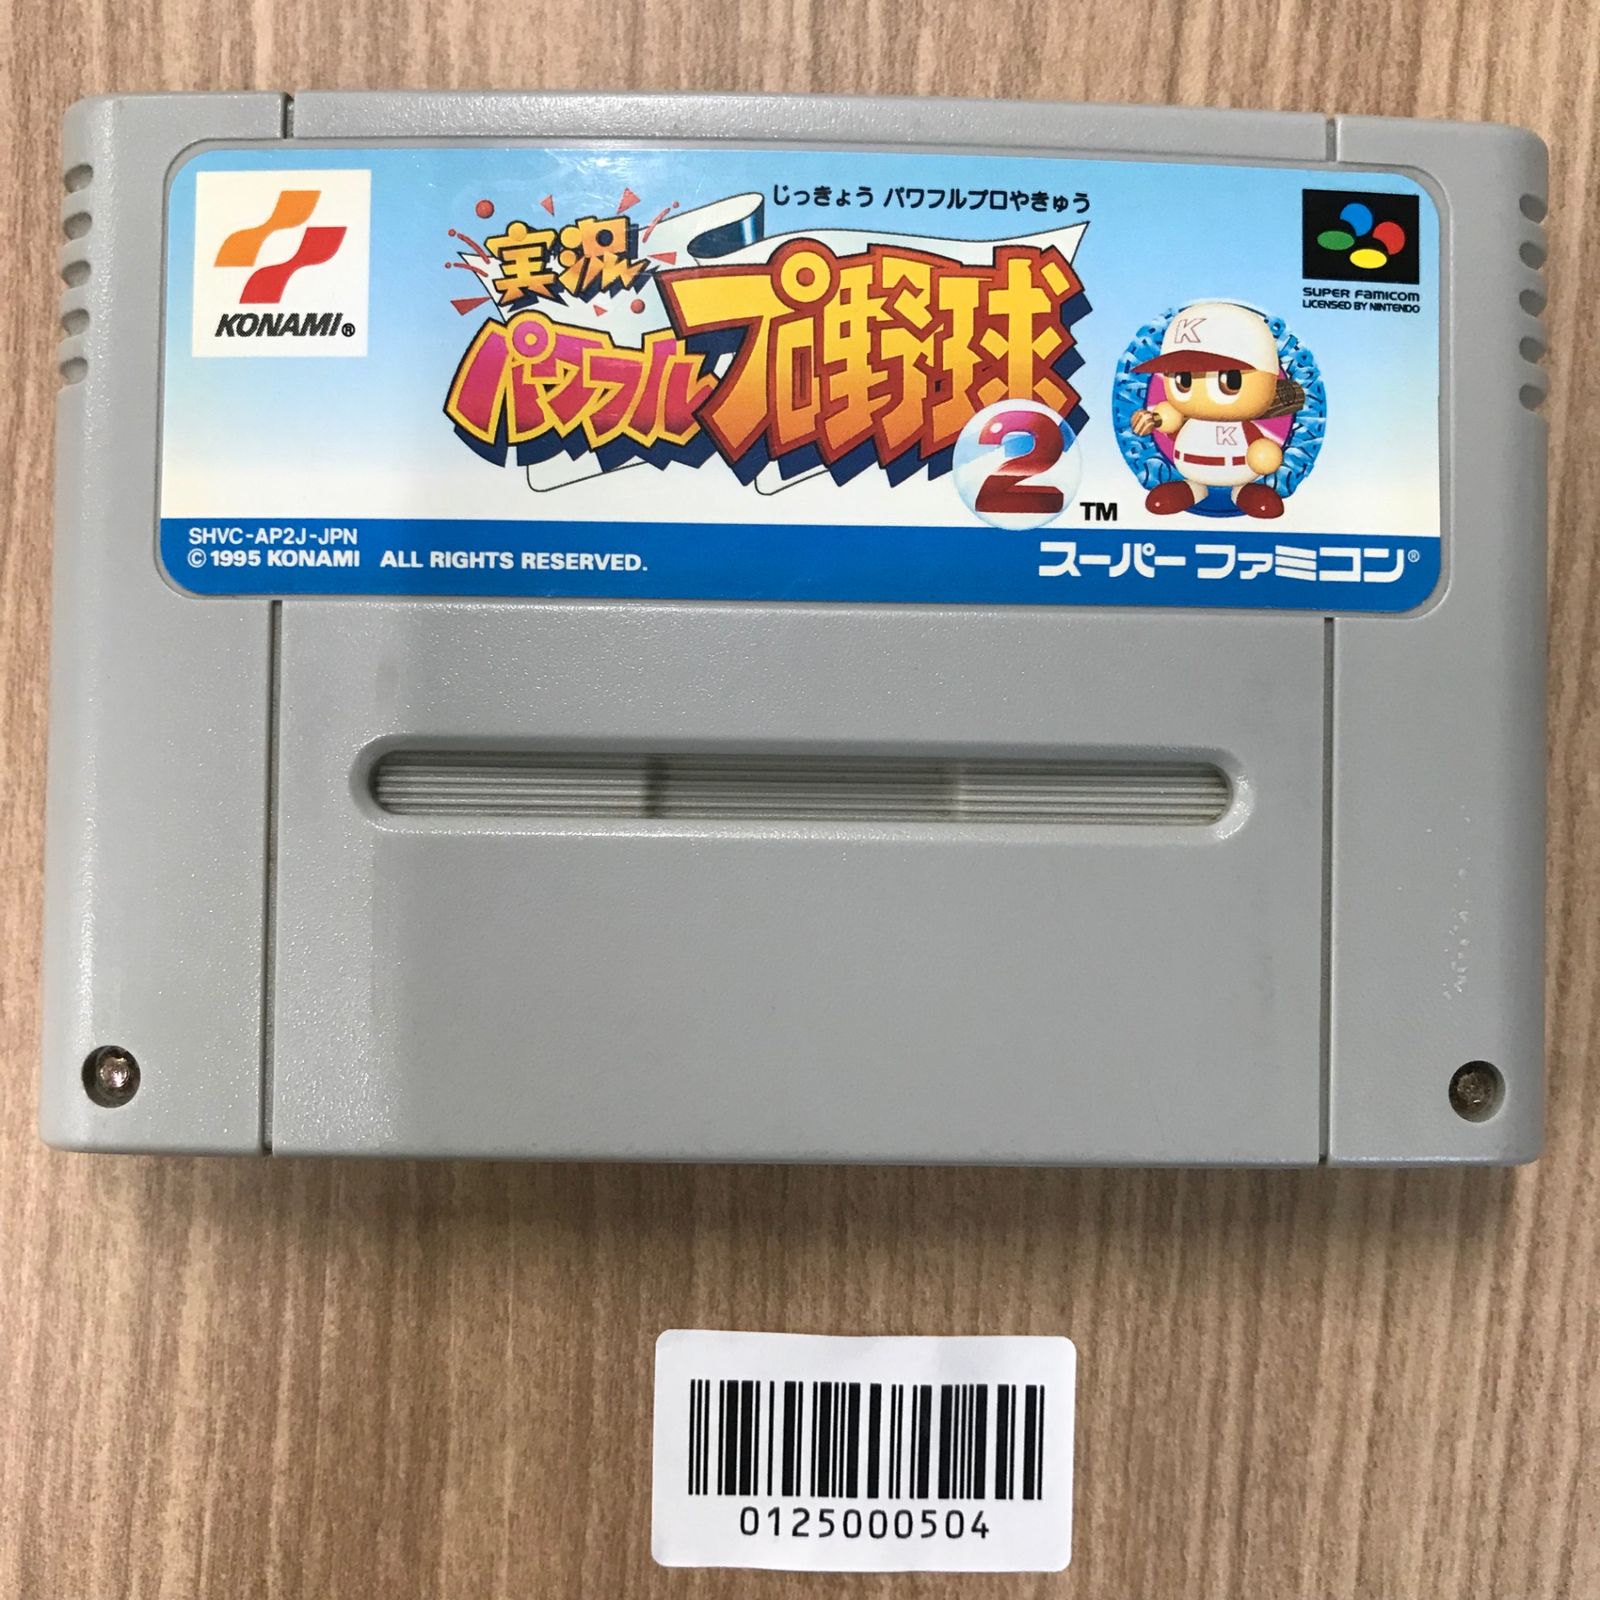 KONAMI®
じっきょう パワフルプロやきゅう
実況
パワフル
プロ野球
2
TM
K
K
SUPER FAMICOM
LICENSED BY NINTENDO
SHVC-AP2J-JPN
© 1995 KONAMI ALL RIGHTS RESERVED.
スーパーファミコン®
0125000504